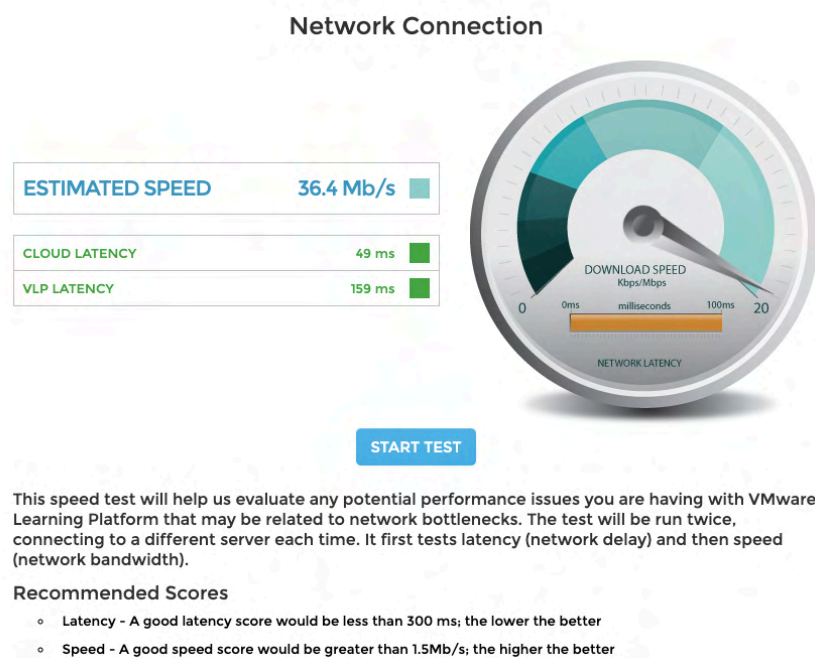 Network Connection
ESTIMATED SPEED 36.4 Mb/s
CLOUD LATENCY 49 ms
VLP LATENCY 159 ms
DOWNLOAD SPEED
Kbps/Mbps
0 20
0ms milliseconds 100ms
NETWORK LATENCY
START TEST
This speed test will help us evaluate any potential performance issues you are having with VMware
Learning Platform that may be related to network bottlenecks. The test will be run twice,
connecting to a different server each time. It first tests latency (network delay) and then speed
(network bandwidth).
Recommended Scores
◦ Latency - A good latency score would be less than 300 ms; the lower the better
◦ Speed - A good speed score would be greater than 1.5Mb/s; the higher the better